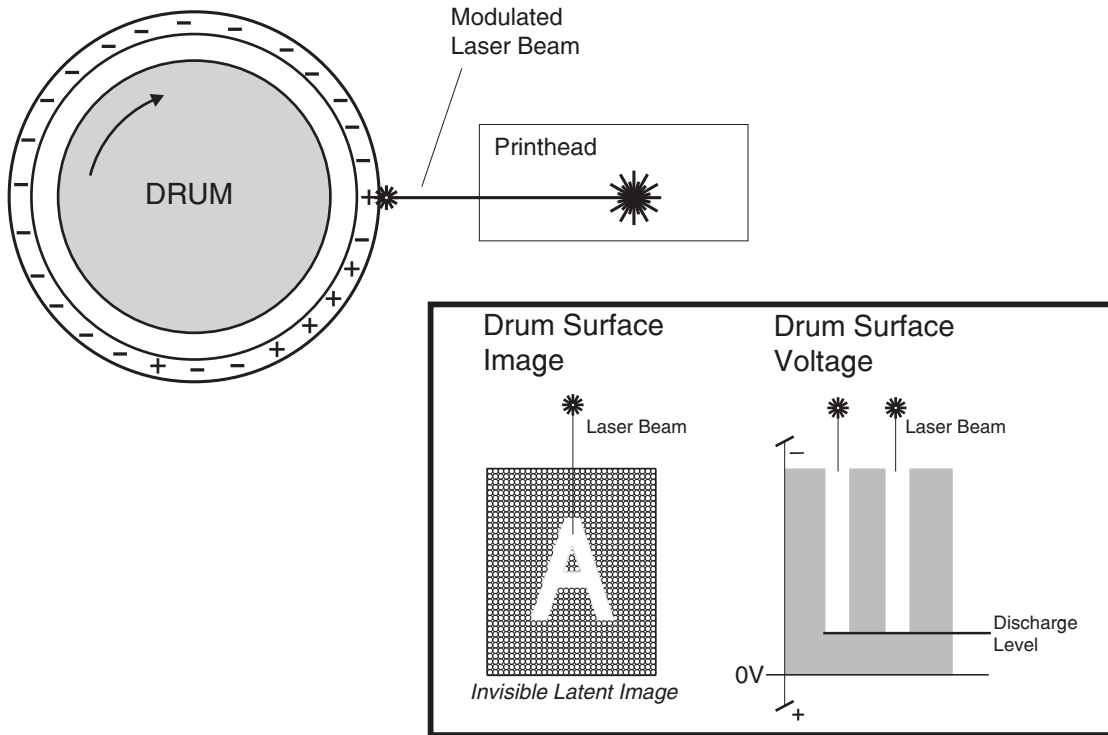 Modulated
Laser Beam
Printhead
DRUM
Drum Surface
Image
Drum Surface
Voltage
Laser Beam
Laser Beam
Discharge
Level
0V
Invisible Latent Image